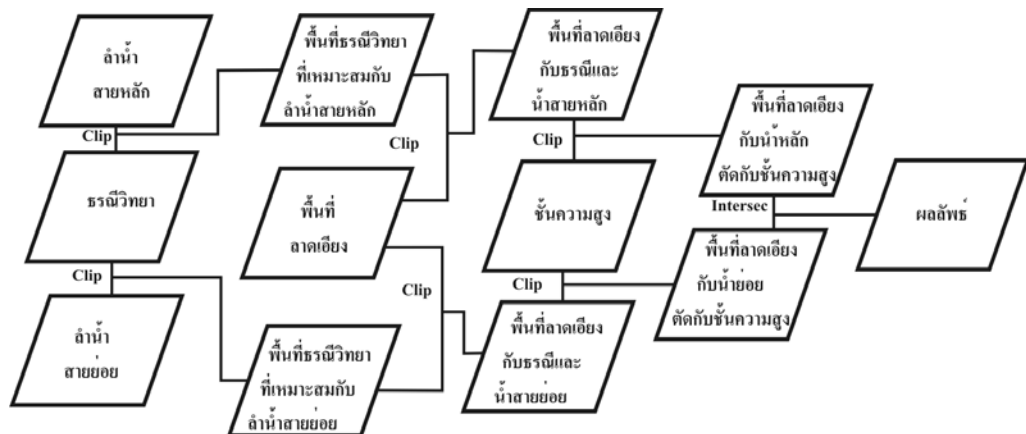 ลำน้ำ
สายหลัก
Clip
ธรณีวิทยา
Clip
ลำน้ำ
สายย่อย
พื้นที่ธรณีวิทยา
ที่เหมาะสมกับ
ลำน้ำสายหลัก
Clip
พื้นที่
ลาดเอียง
Clip
พื้นที่ธรณีวิทยา
ที่เหมาะสมกับ
ลำน้ำสายย่อย
พื้นที่ลาดเอียง
กับธรณีและ
น้ำสายหลัก
Clip
ชั้นความสูง
Clip
พื้นที่ลาดเอียง
กับธรณีและ
น้ำสายย่อย
พื้นที่ลาดเอียง
กับน้ำหลัก
ตัดกับชั้นความสูง
Intersec
พื้นที่ลาดเอียง
กับน้ำย่อย
ตัดกับชั้นความสูง
ผลลัพธ์